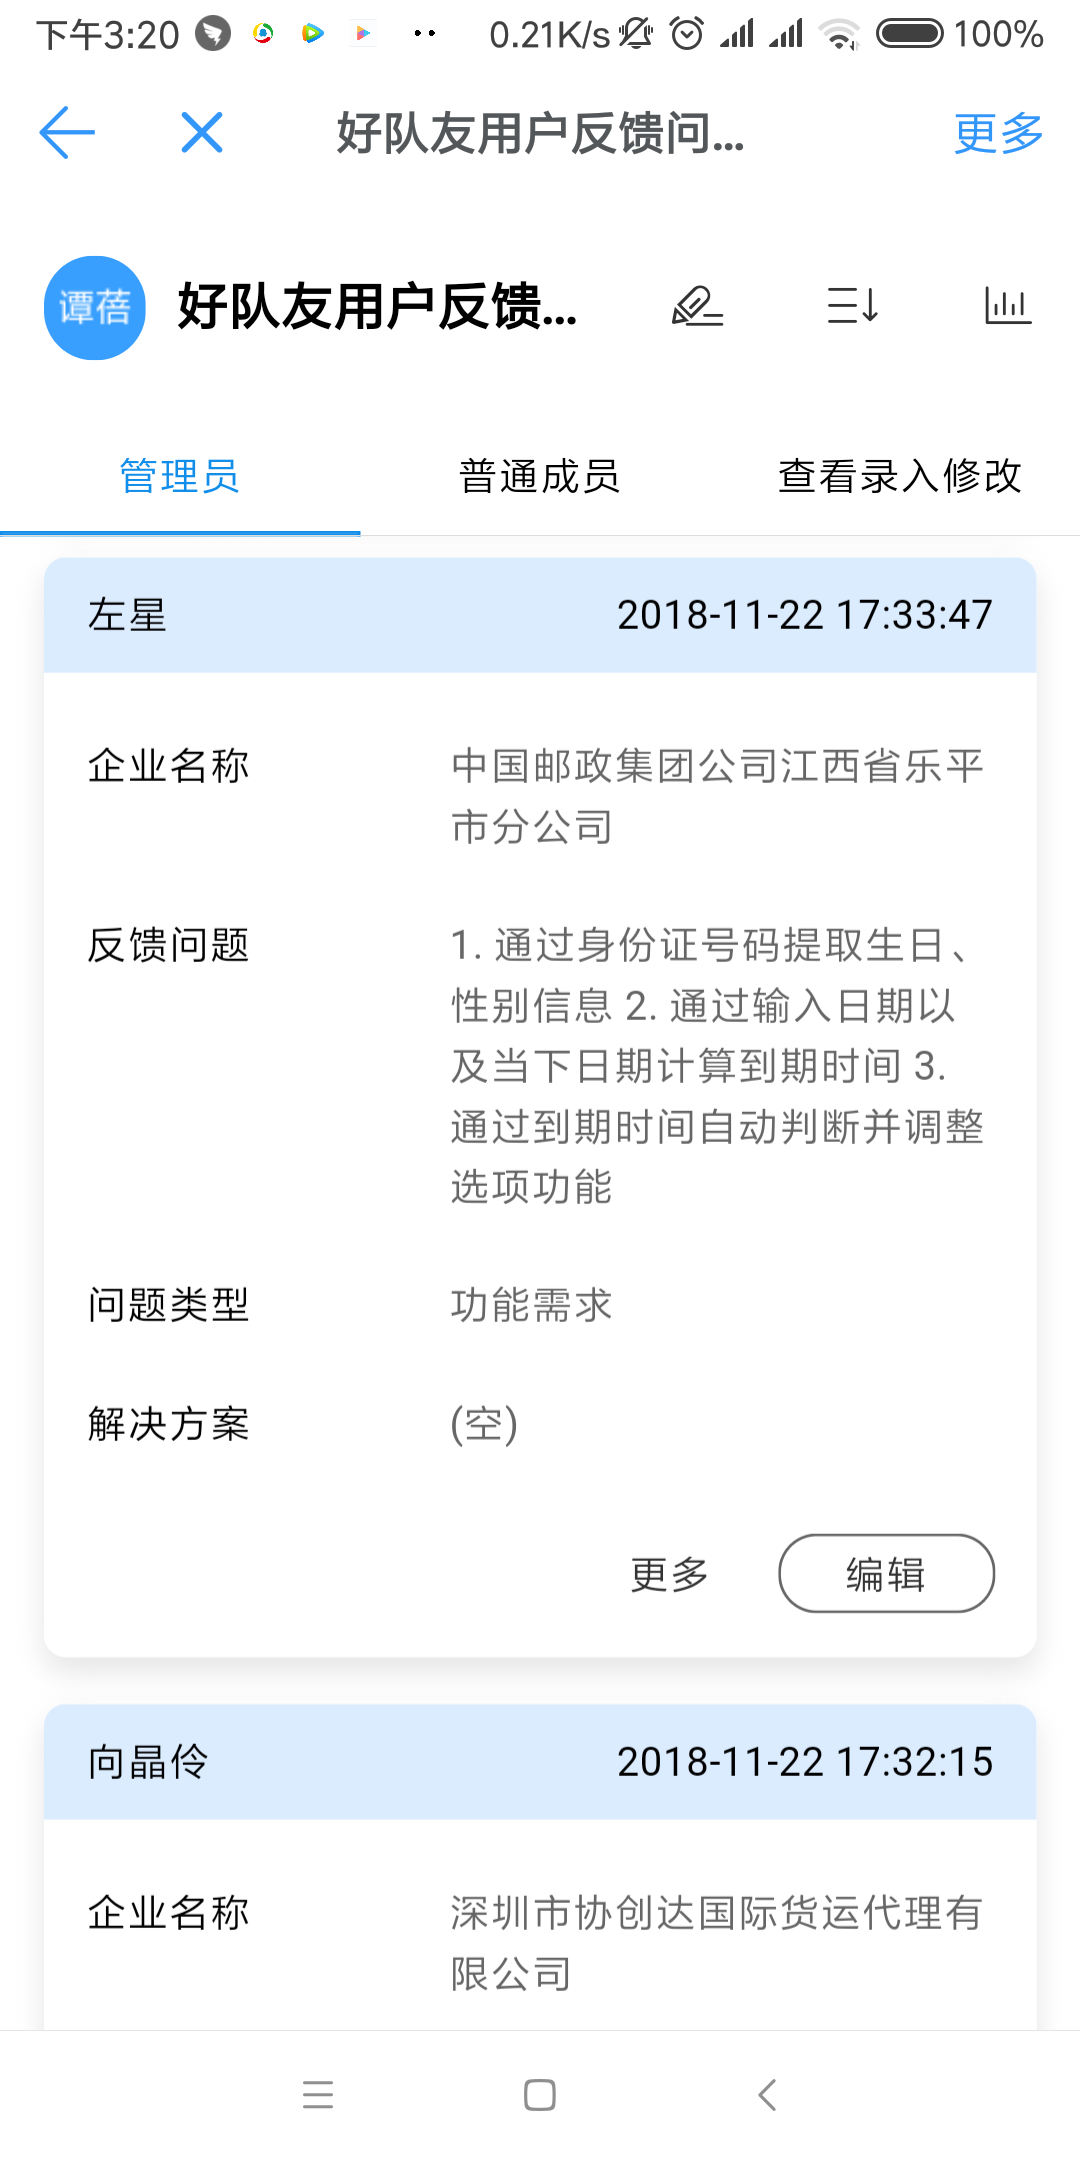 下午3:20 0.21K/s 100%
好队友用户反馈问... 更多
谭蓓 好队友用户反馈...
管理员 普通成员 查看录入修改
左星 2018-11-22 17:33:47
企业名称 中国邮政集团公司江西省乐平
市分公司
反馈问题 1. 通过身份证号码提取生日、
性别信息 2. 通过输入日期以
及当下日期计算到期时间 3.
通过到期时间自动判断并调整
选项功能
问题类型 功能需求
解决方案 (空)
更多 编辑
向晶伶 2018-11-22 17:32:15
企业名称 深圳市协创达国际货运代理有
限公司